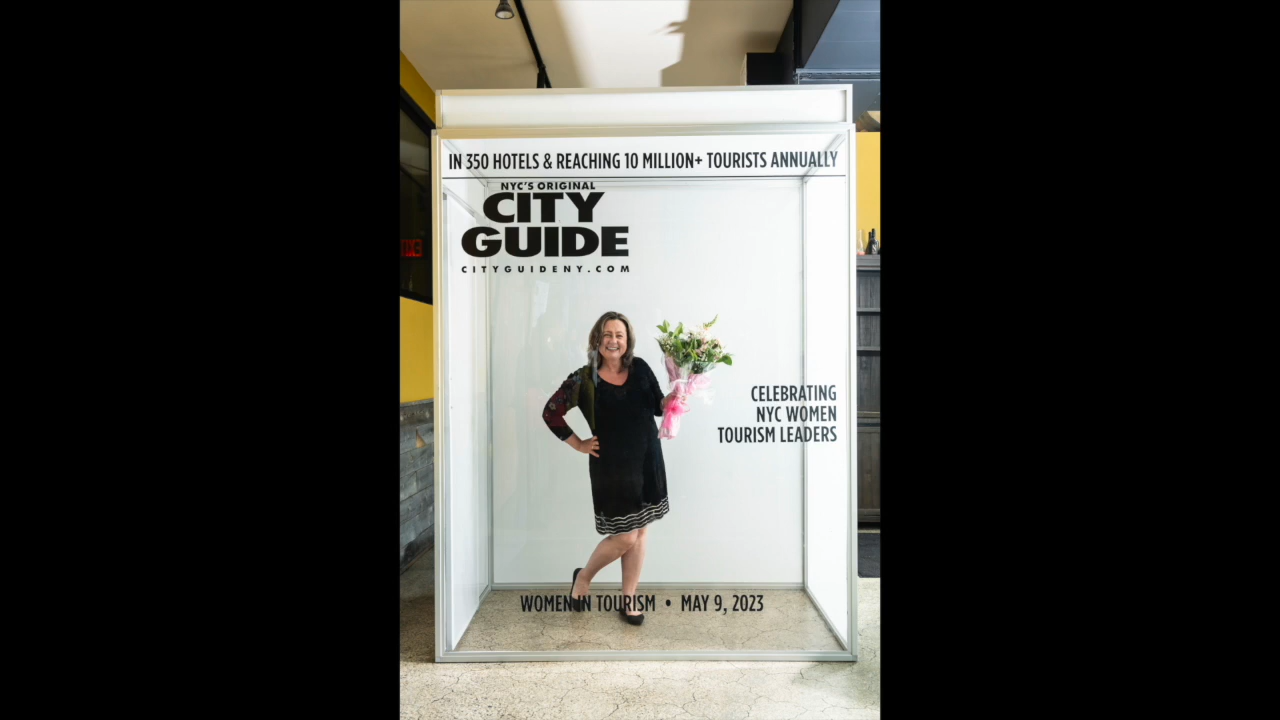 IN 350 HOTELS & REACHING 10 MILLION+ TOURISTS ANNUALLY
NYC'S ORIGINAL
CITY
GUIDE
CITYGUIDENY.COM
EXIT
CELEBRATING
NYC WOMEN
TOURISM LEADERS
WOMEN IN TOURISM • MAY 9, 2023